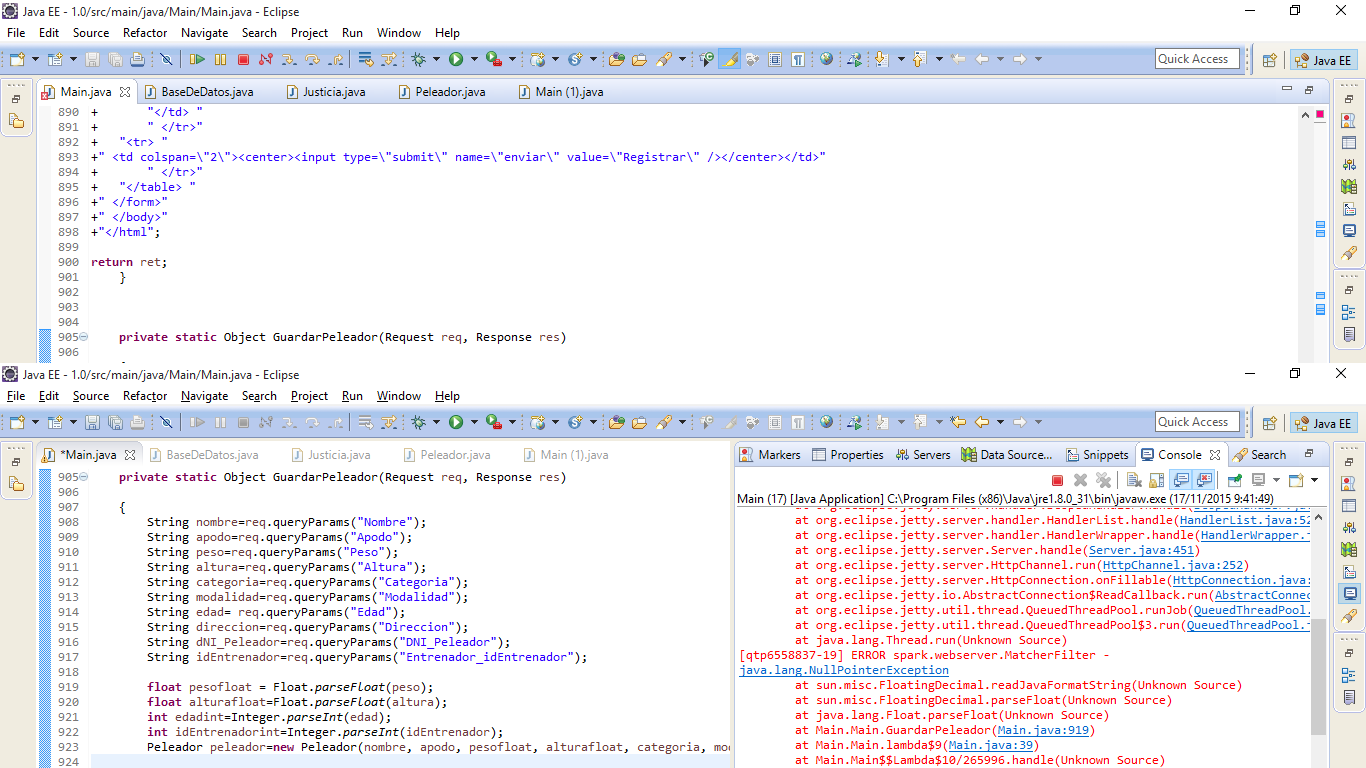 Java EE - 1.0/src/main/java/Main/Main.java - Eclipse
File Edit Source Refactor Navigate Search Project Run Window Help
Quick Access Java EE
Main.java BaseDeDatos.java Justicia.java Peleador.java Main (1).java
890 + "</td> "
891 + " </tr>"
892 + "<tr> "
893 +" <td colspan=\"2\"><center><input type=\"submit\" name=\"enviar\" value=\"Registrar\" /></center></td>"
894 + " </tr>"
895 + "</table> "
896 +" </form>"
897 +" </body>"
898 +"</html";
899
900 return ret;
901 }
902
903
904
905 private static Object GuardarPeleador(Request req, Response res)
906
Java EE - 1.0/src/main/java/Main/Main.java - Eclipse
File Edit Source Refactor Navigate Search Project Run Window Help
Quick Access Java EE
*Main.java BaseDeDatos.java Justicia.java Peleador.java Main (1).java
905 private static Object GuardarPeleador(Request req, Response res)
906
907 {
908 String nombre=req.queryParams("Nombre");
909 String apodo=req.queryParams("Apodo");
910 String peso=req.queryParams("Peso");
911 String altura=req.queryParams("Altura");
912 String categoria=req.queryParams("Categoria");
913 String modalidad=req.queryParams("Modalidad");
914 String edad= req.queryParams("Edad");
915 String direccion=req.queryParams("Direccion");
916 String dNI_Peleador=req.queryParams("DNI_Peleador");
917 String idEntrenador=req.queryParams("Entrenador_idEntrenador");
918
919 float pesofloat = Float.parseFloat(peso);
920 float alturafloat=Float.parseFloat(altura);
921 int edadint=Integer.parseInt(edad);
922 int idEntrenadorint=Integer.parseInt(idEntrenador);
923 Peleador peleador=new Peleador(nombre, apodo, pesofloat, alturafloat, categoria, mod
924
Markers Properties Servers Data Source... Snippets Console Search
Main (17) [Java Application] C:\Program Files (x86)\Java\jre1.8.0_31\bin\javaw.exe (17/11/2015 9:41:49)
at org.eclipse.jetty.server.handler.HandlerList.handle(HandlerList.java:52
at org.eclipse.jetty.server.handler.HandlerWrapper.handle(HandlerWrapper.
at org.eclipse.jetty.server.Server.handle(Server.java:451)
at org.eclipse.jetty.server.HttpChannel.run(HttpChannel.java:252)
at org.eclipse.jetty.server.HttpConnection.onFillable(HttpConnection.java:
at org.eclipse.jetty.io.AbstractConnection$ReadCallback.run(AbstractConnec
at org.eclipse.jetty.util.thread.QueuedThreadPool.runJob(QueuedThreadPool.
at org.eclipse.jetty.util.thread.QueuedThreadPool$3.run(QueuedThreadPool.
at java.lang.Thread.run(Unknown Source)
[qtp6558837-19] ERROR spark.webserver.MatcherFilter -
java.lang.NullPointerException
at sun.misc.FloatingDecimal.readJavaFormatString(Unknown Source)
at sun.misc.FloatingDecimal.parseFloat(Unknown Source)
at java.lang.Float.parseFloat(Unknown Source)
at Main.Main.GuardarPeleador(Main.java:919)
at Main.Main.lambda$9(Main.java:39)
at Main.Main$$Lambda$10/265996.handle(Unknown Source)